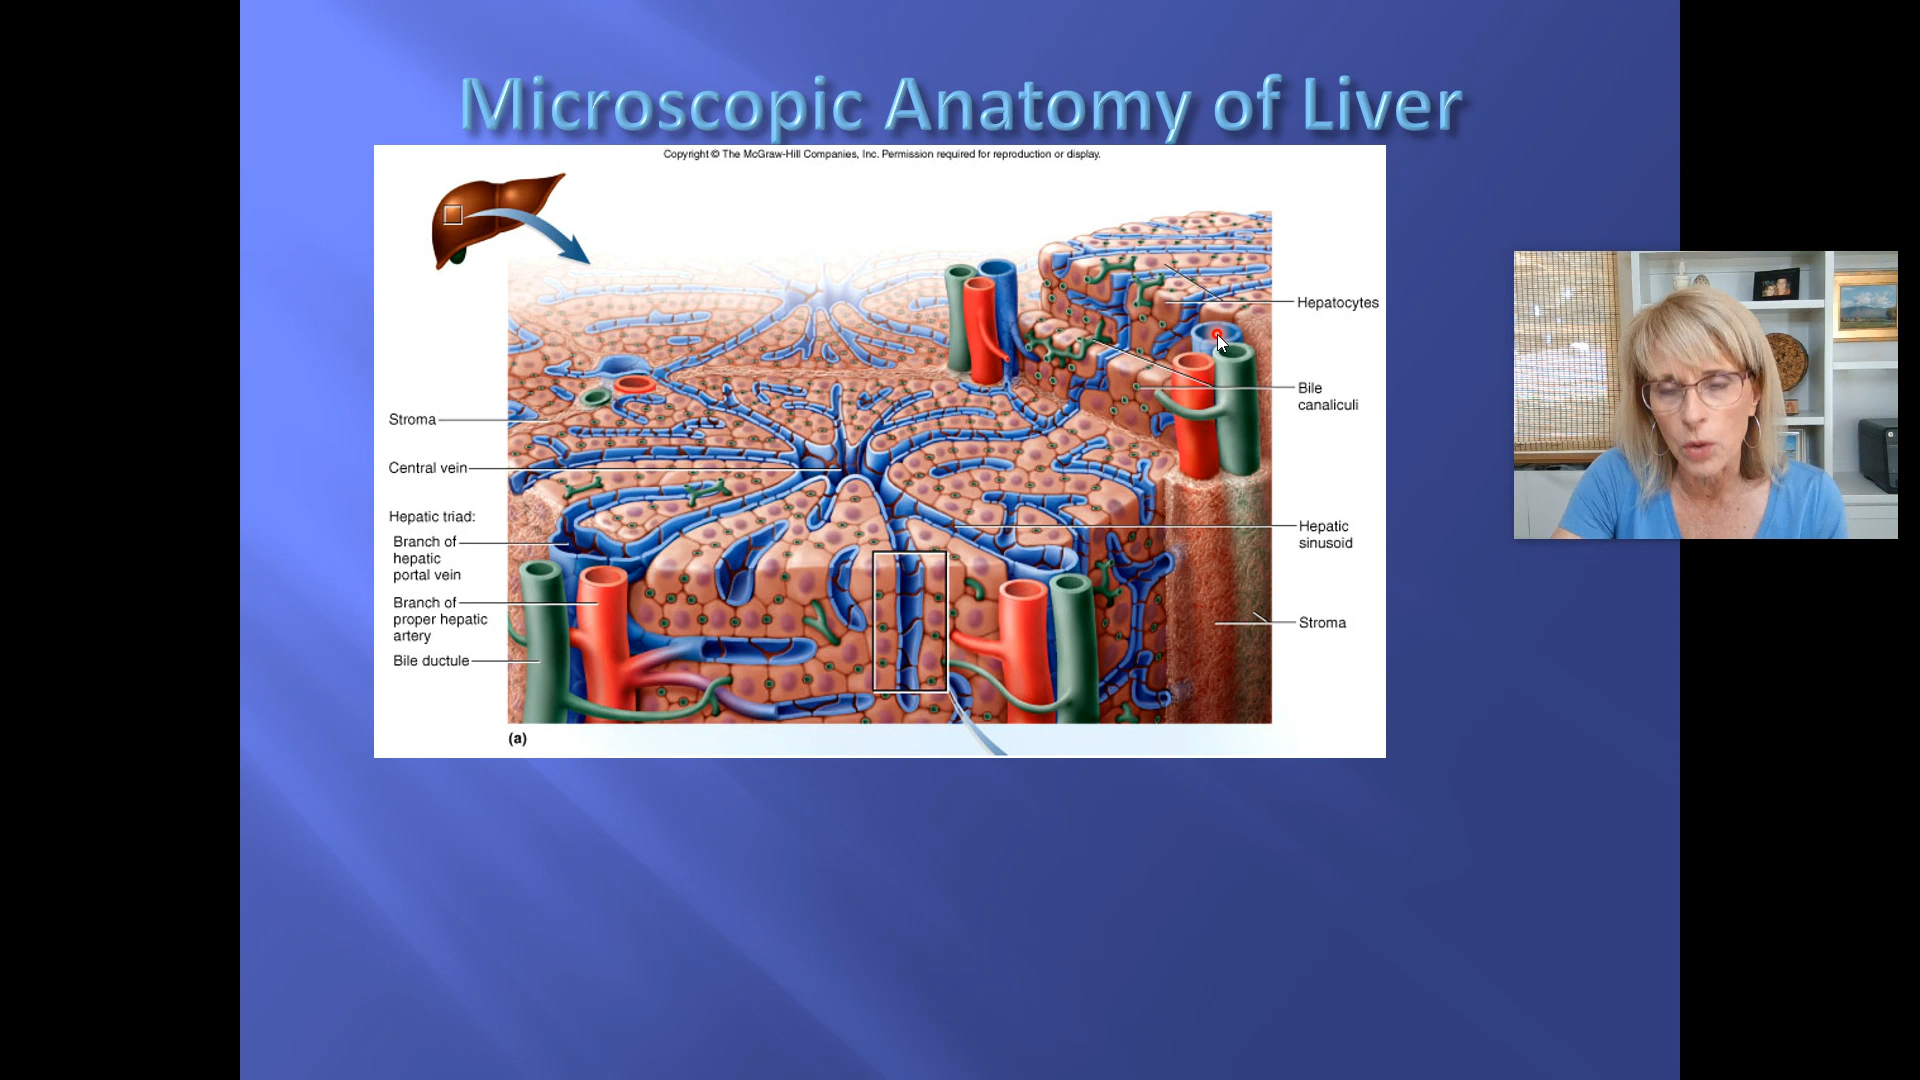 Microscopic Anatomy of Liver
Copyright © The McGraw-Hill Companies, Inc. Permission required for reproduction or display.
Hepatocytes
Bile
canaliculi
Stroma
Central vein
Hepatic triad:
Branch of
hepatic
portal vein
Branch of
proper hepatic
artery
Bile ductule
Hepatic
sinusoid
Stroma
(a)